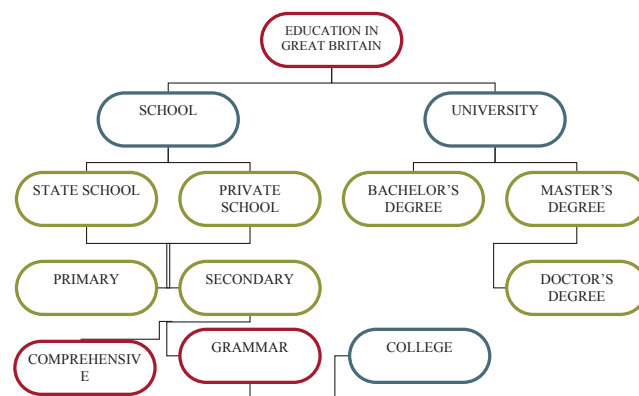 EDUCATION IN
GREAT BRITAIN
SCHOOL
UNIVERSITY
STATE SCHOOL
PRIVATE
SCHOOL
BACHELOR'S
DEGREE
MASTER'S
DEGREE
PRIMARY
SECONDARY
DOCTOR'S
DEGREE
COMPREHENSIV
E
GRAMMAR
COLLEGE